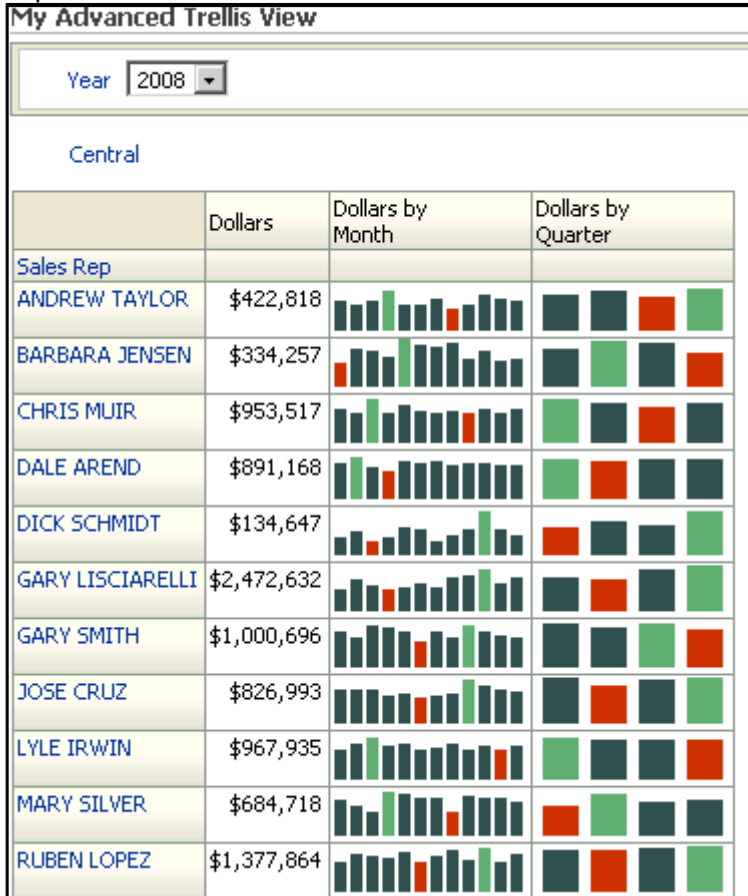 My Advanced Trellis View
Year 2008
Central
Dollars Dollars by Month Dollars by Quarter
Sales Rep
ANDREW TAYLOR $422,818
BARBARA JENSEN $334,257
CHRIS MUIR $953,517
DALE AREND $891,168
DICK SCHMIDT $134,647
GARY LISCIARELLI $2,472,632
GARY SMITH $1,000,696
JOSE CRUZ $826,993
LYLE IRWIN $967,935
MARY SILVER $684,718
RUBEN LOPEZ $1,377,864